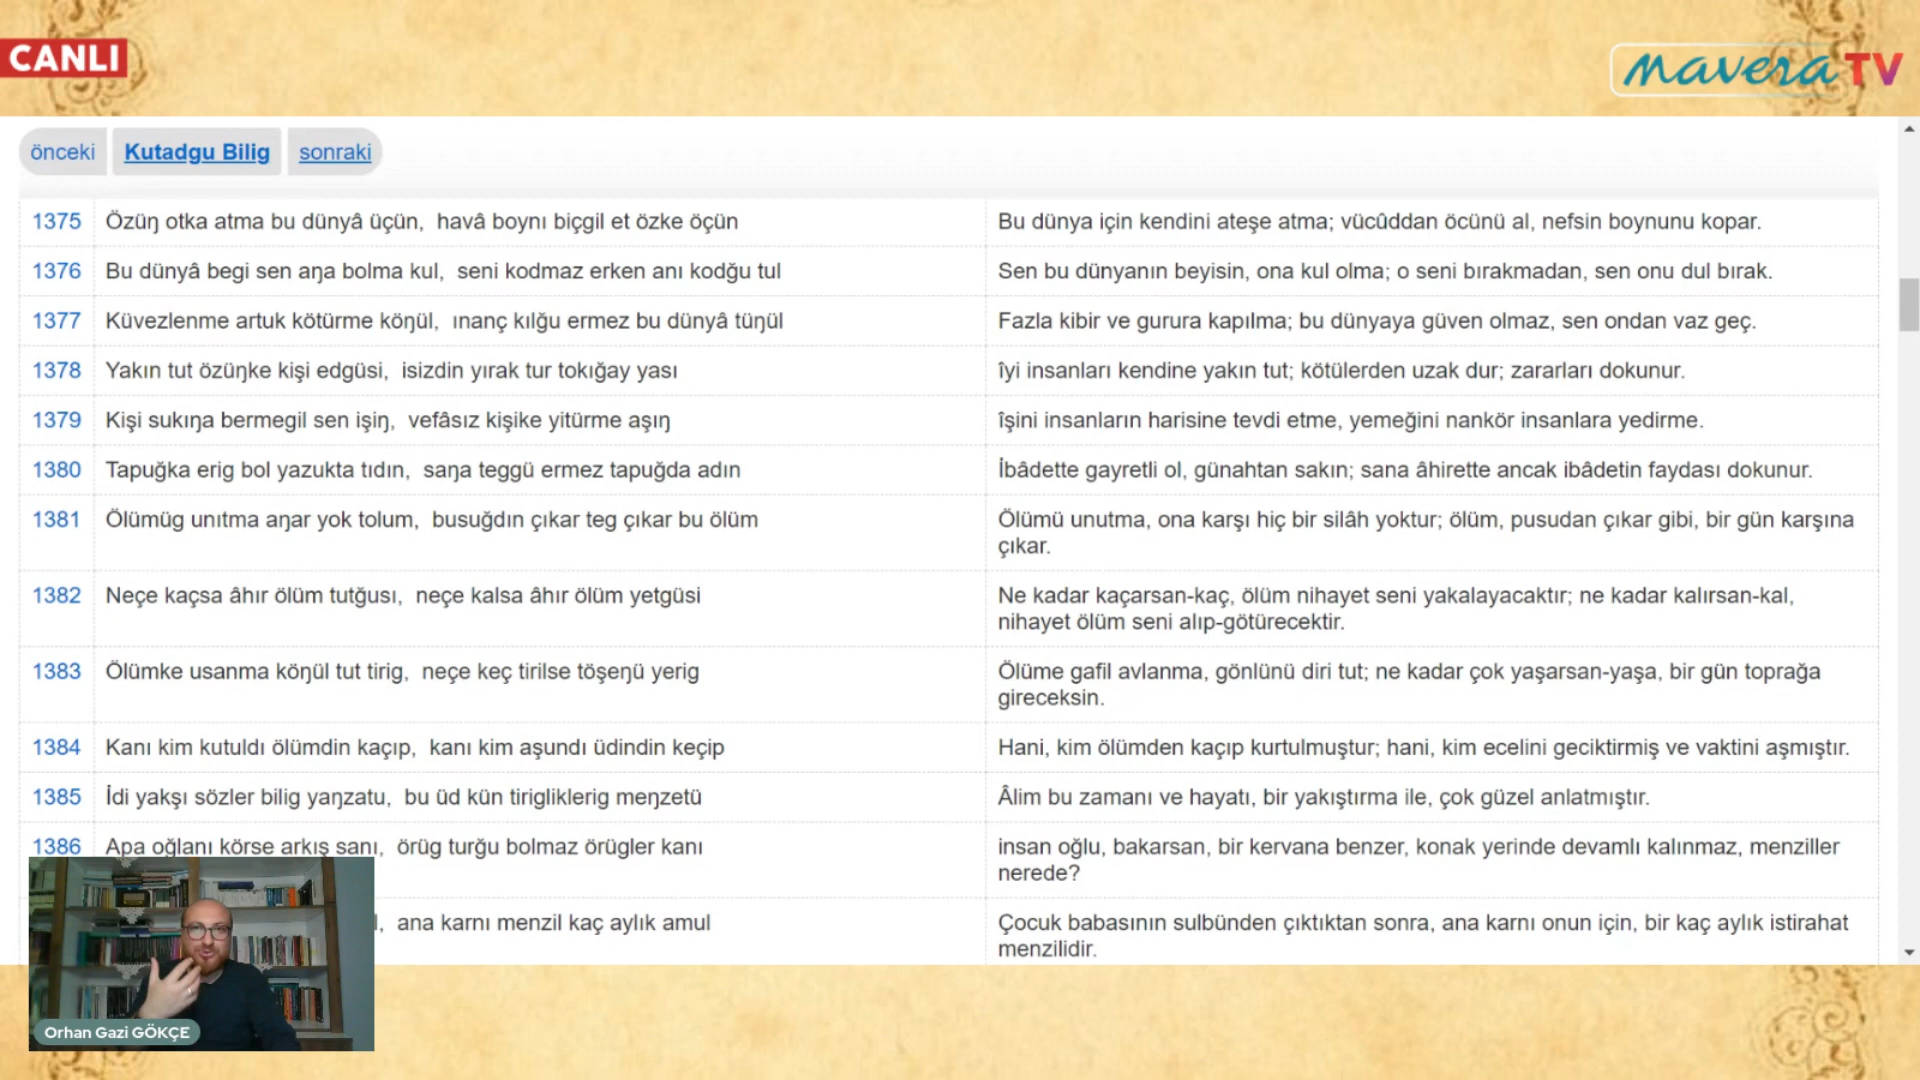 CANLI
mavera TV
önceki Kutadgu Bilig sonraki
1375 Özüŋ otka atma bu dünyâ üçün, havâ boynı biçgil et özke öçün Bu dünya için kendini ateşe atma; vücûddan öcünü al, nefsin boynunu kopar.
1376 Bu dünyâ begi sen aŋa bolma kul, seni kodmaz erken anı kodğu tul Sen bu dünyanın beyisin, ona kul olma; o seni bırakmadan, sen onu dul bırak.
1377 Küvezlenme artuk kötürme köŋül, ınanç kılğu ermez bu dünyâ tüŋül Fazla kibir ve gurura kapılma; bu dünyaya güven olmaz, sen ondan vaz geç.
1378 Yakın tut özüŋke kişi edgüsi, isizdin yırak tur tokığay yası îyi insanları kendine yakın tut; kötülerden uzak dur; zararları dokunur.
1379 Kişi sukıŋa bermegil sen işiŋ, vefâsız kişike yitürme aşıŋ îşini insanların harisine tevdi etme, yemeğini nankör insanlara yedirme.
1380 Tapuğka erig bol yazukta tıdın, saŋa teggü ermez tapuğda adın İbâdette gayretli ol, günahtan sakın; sana âhirette ancak ibâdetin faydası dokunur.
1381 Ölümüg unıtma aŋar yok tolum, busuğdın çıkar teg çıkar bu ölüm Ölümü unutma, ona karşı hiç bir silâh yoktur; ölüm, pusudan çıkar gibi, bir gün karşına
çıkar.
1382 Neçe kaçsa âhır ölüm tutğusı, neçe kalsa âhır ölüm yetgüsi Ne kadar kaçarsan-kaç, ölüm nihayet seni yakalayacaktır; ne kadar kalırsan-kal,
nihayet ölüm seni alıp-götürecektir.
1383 Ölümke usanma köŋül tut tirig, neçe keç tirilse töşeŋü yerig Ölüme gafil avlanma, gönlünü diri tut; ne kadar çok yaşarsan-yaşa, bir gün toprağa
gireceksin.
1384 Kanı kim kutuldı ölümdin kaçıp, kanı kim aşundı üdindin keçip Hani, kim ölümden kaçıp kurtulmuştur; hani, kim ecelini geciktirmiş ve vaktini aşmıştır.
1385 İdi yakşı sözler bilig yaŋzatu, bu üd kün tirigliklerig meŋzetü Âlim bu zamanı ve hayatı, bir yakıştırma ile, çok güzel anlatmıştır.
1386 Apa oğlanı körse arkış sanı, örüg turğu bolmaz örügler kanı insan oğlu, bakarsan, bir kervana benzer, konak yerinde devamlı kalınmaz, menziller
nerede?
l, ana karnı menzil kaç aylık amul Çocuk babasının sulbünden çıktıktan sonra, ana karnı onun için, bir kaç aylık istirahat
menzilidir.
Orhan Gazi GÖKÇE